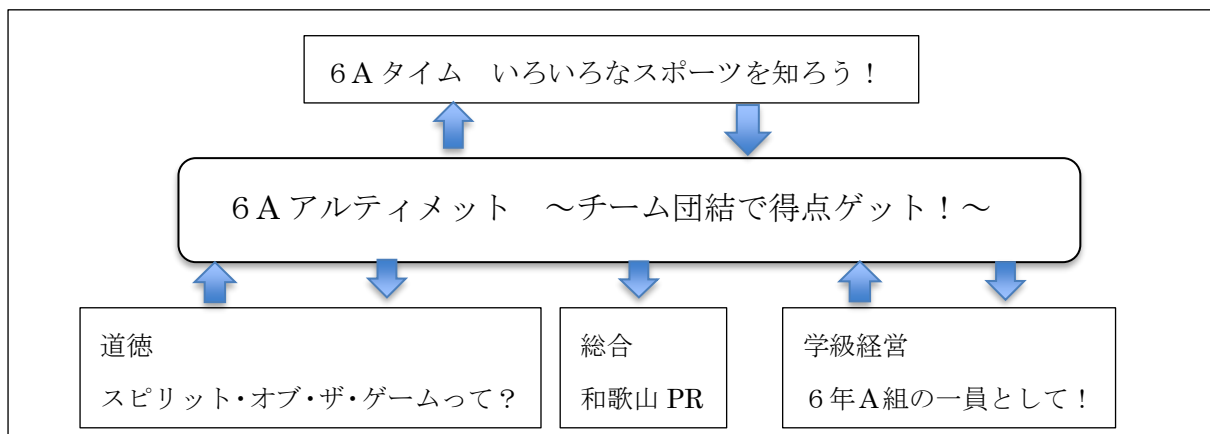 ６Aタイム　いろいろなスポーツを知ろう！
６Aアルティメット　～チーム団結で得点ゲット！～
道徳
スピリット・オブ・ザ・ゲームって？
総合
和歌山 PR
学級経営
６年A組の一員として！